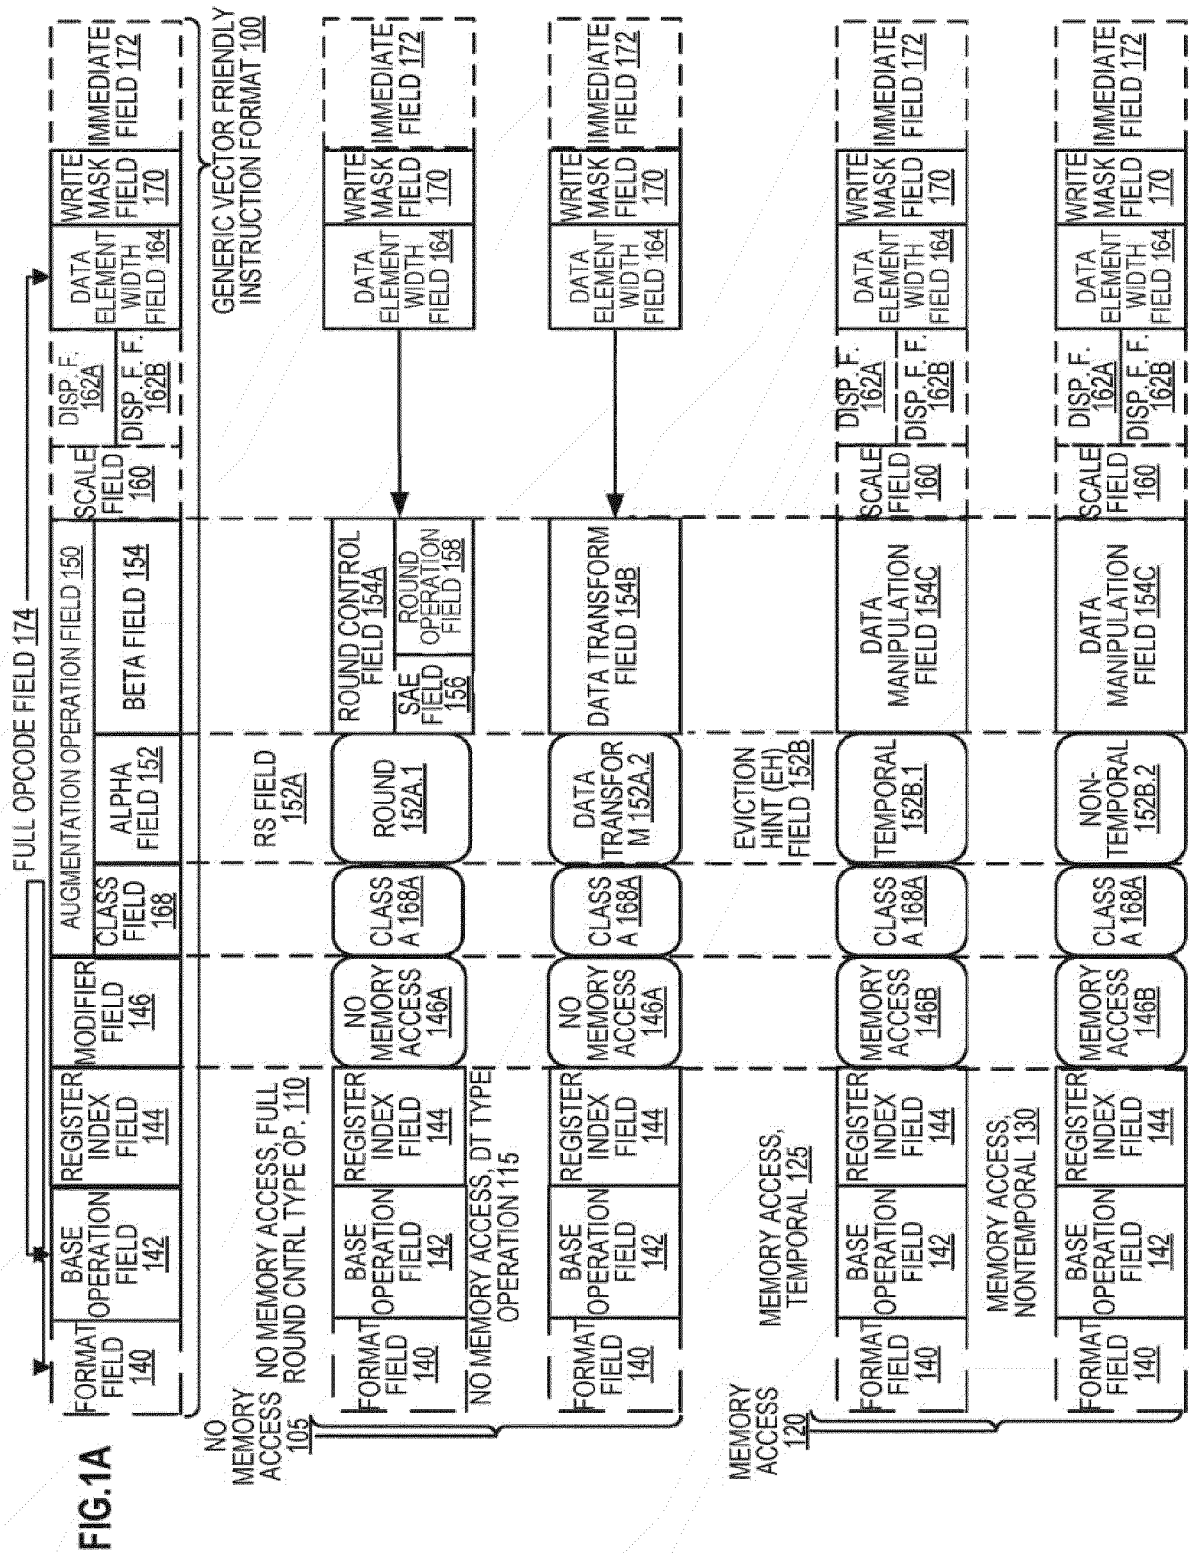 FIG.1A
FULL OPCODE FIELD 174
FORMAT
FIELD
140
BASE
OPERATION
FIELD
142
REGISTER
INDEX
FIELD
144
MODIFIER
FIELD
146
AUGMENTATION OPERATION FIELD 150
CLASS
FIELD
168
ALPHA
FIELD 152
BETA FIELD 154
SCALE
FIELD
160
DISP. F.
162A
DISP. F. F.
162B
DATA
ELEMENT
WIDTH
FIELD 164
WRITE
MASK
FIELD
170
IMMEDIATE
FIELD 172
GENERIC VECTOR FRIENDLY
INSTRUCTION FORMAT 100
NO
MEMORY
ACCESS
105
NO MEMORY ACCESS, FULL
ROUND CNTRL TYPE OP. 110
RS FIELD
152A
FORMAT
FIELD
140
BASE
OPERATION
FIELD
142
REGISTER
INDEX
FIELD
144
NO
MEMORY
ACCESS
146A
CLASS
A 168A
ROUND
152A.1
ROUND CONTROL
FIELD 154A
SAE
FIELD
156
ROUND
OPERATION
FIELD 158
DATA
ELEMENT
WIDTH
FIELD 164
WRITE
MASK
FIELD
170
IMMEDIATE
FIELD 172
NO MEMORY ACCESS, DT TYPE
OPERATION 115
FORMAT
FIELD
140
BASE
OPERATION
FIELD
142
REGISTER
INDEX
FIELD
144
NO
MEMORY
ACCESS
146A
CLASS
A 168A
DATA
TRANSFOR
M 152A.2
DATA TRANSFORM
FIELD 154B
DATA
ELEMENT
WIDTH
FIELD 164
WRITE
MASK
FIELD
170
IMMEDIATE
FIELD 172
MEMORY
ACCESS
120
MEMORY ACCESS,
TEMPORAL 125
EVICTION
HINT (EH)
FIELD 152B
FORMAT
FIELD
140
BASE
OPERATION
FIELD
142
REGISTER
INDEX
FIELD
144
MEMORY
ACCESS
146B
CLASS
A 168A
TEMPORAL
152B.1
DATA
MANIPULATION
FIELD 154C
SCALE
FIELD
160
DISP. F.
162A
DISP. F. F.
162B
DATA
ELEMENT
WIDTH
FIELD 164
WRITE
MASK
FIELD
170
IMMEDIATE
FIELD 172
MEMORY ACCESS,
NONTEMPORAL 130
FORMAT
FIELD
140
BASE
OPERATION
FIELD
142
REGISTER
INDEX
FIELD
144
MEMORY
ACCESS
146B
CLASS
A 168A
NON-
TEMPORAL
152B.2
DATA
MANIPULATION
FIELD 154C
SCALE
FIELD
160
DISP. F.
162A
DISP. F. F.
162B
DATA
ELEMENT
WIDTH
FIELD 164
WRITE
MASK
FIELD
170
IMMEDIATE
FIELD 172